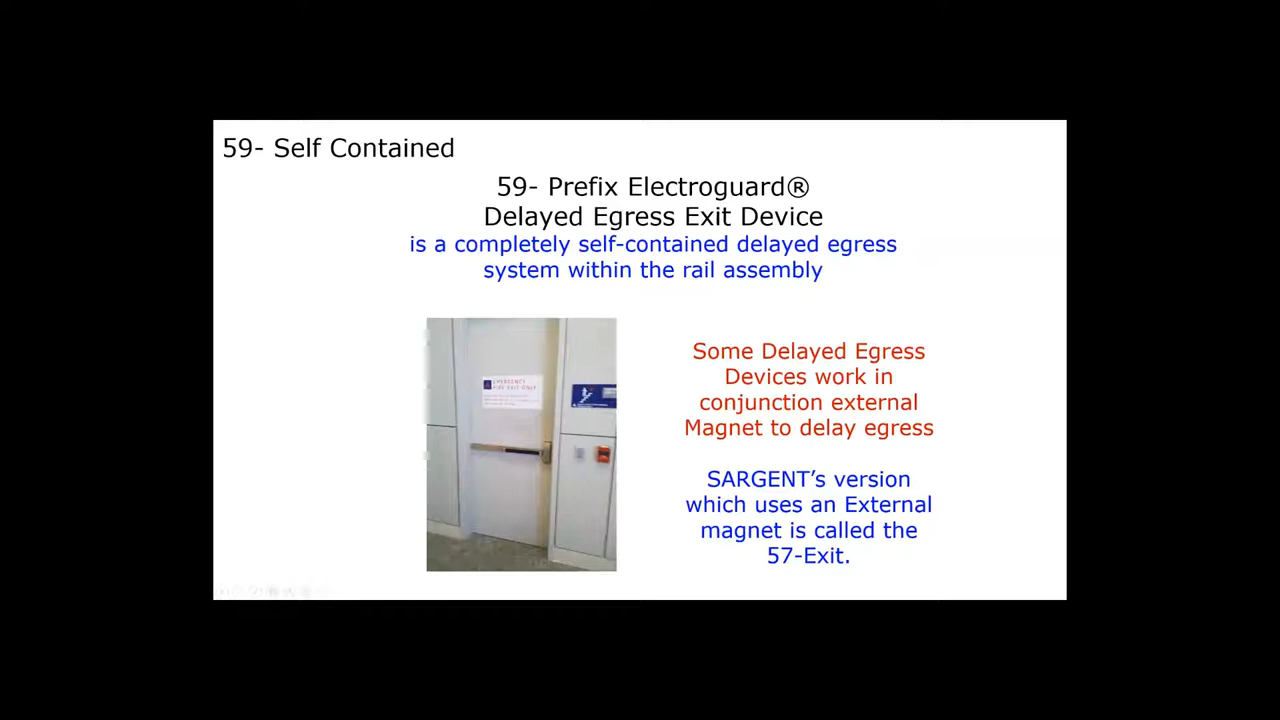 59- Self Contained
59- Prefix Electroguard®
Delayed Egress Exit Device
is a completely self-contained delayed egress
system within the rail assembly
EMERGENCY
FIRE EXIT ONLY
Some Delayed Egress
Devices work in
conjunction external
Magnet to delay egress
SARGENT’s version
which uses an External
magnet is called the
57-Exit.